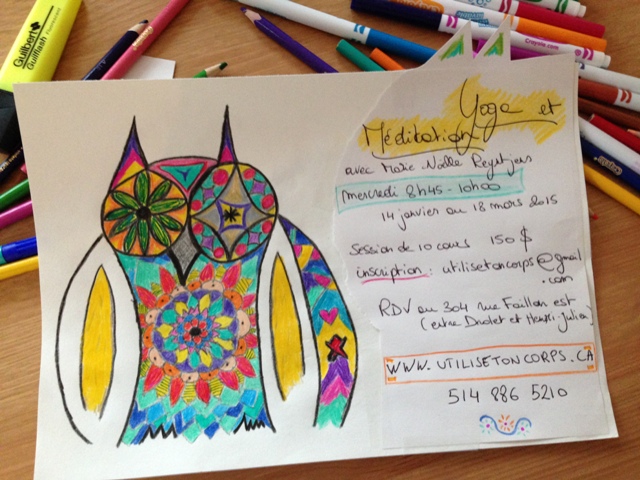 Guilbert
Guilflash
Crayola
Yoga et
Méditation
avec Marie-Noëlle Reyntjens
mercredi 8h45-10h00
14 janvier au 18 mars 2015
Session de 10 cours 150$
inscription: utilisetoncorps@gmail
.com
RDV au 304 rue Faillon est
(entre Drolet et Henri-Julien)
WWW.UTILISETONCORPS.CA
514 886 5210